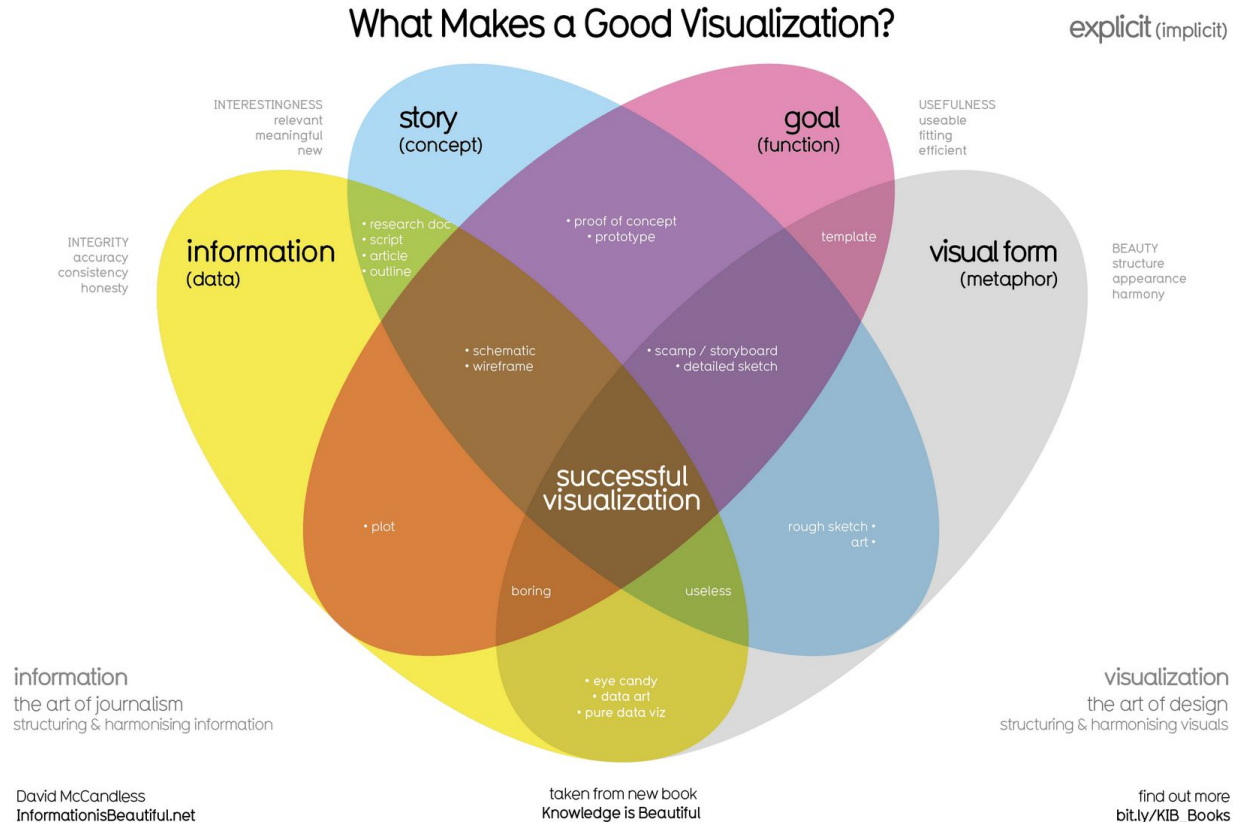 What Makes a Good Visualization?
explicit (implicit)
INTERESTINGNESS
relevant
meaningful
new
story
(concept)
goal
(function)
USEFULNESS
useable
fitting
efficient
INTEGRITY
accuracy
consistency
honesty
information
(data)
• research doc
• script
• article
• outline
• proof of concept
• prototype
template
visual form
(metaphor)
BEAUTY
structure
appearance
harmony
• schematic
• wireframe
• scamp / storyboard
• detailed sketch
successful
visualization
• plot
rough sketch •
art •
boring
useless
• eye candy
• data art
• pure data viz
information
the art of journalism
structuring & harmonising information
visualization
the art of design
structuring & harmonising visuals
David McCandless
InformationisBeautiful.net
taken from new book
Knowledge is Beautiful
find out more
bit.ly/KIB_Books